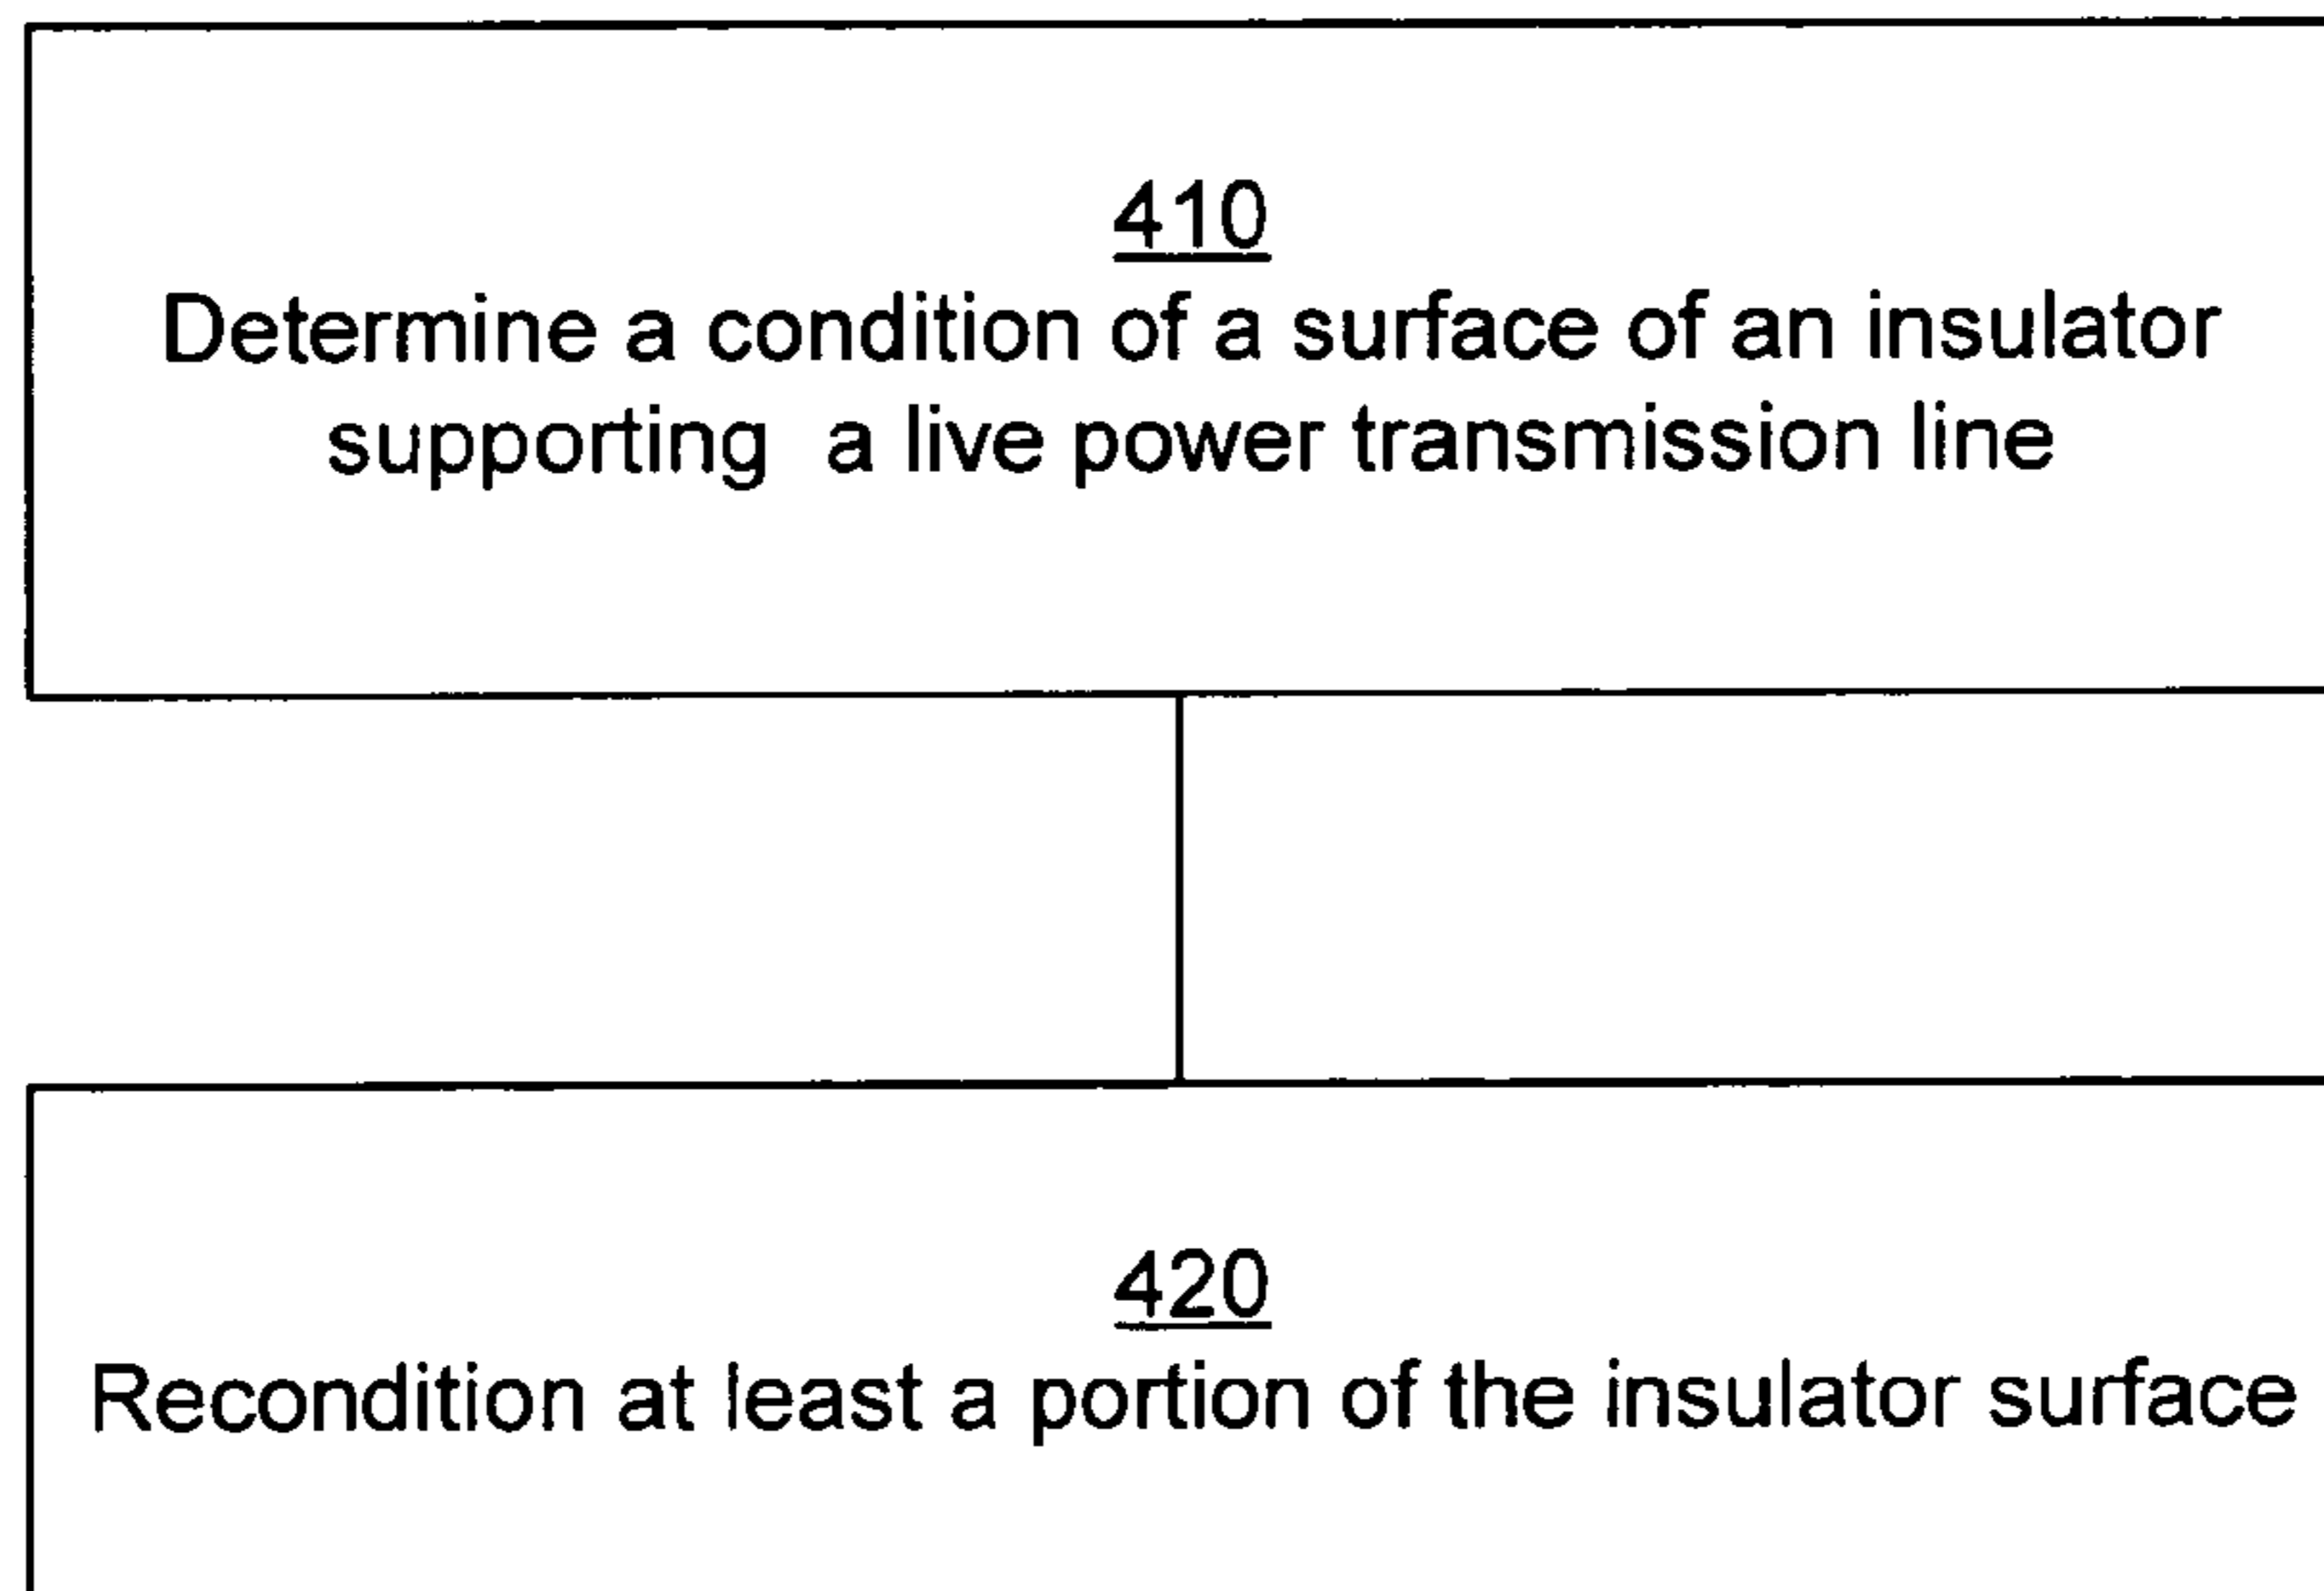 410
Determine a condition of a surface of an insulator
supporting a live power transmission line
420
Recondition at least a portion of the insulator surface